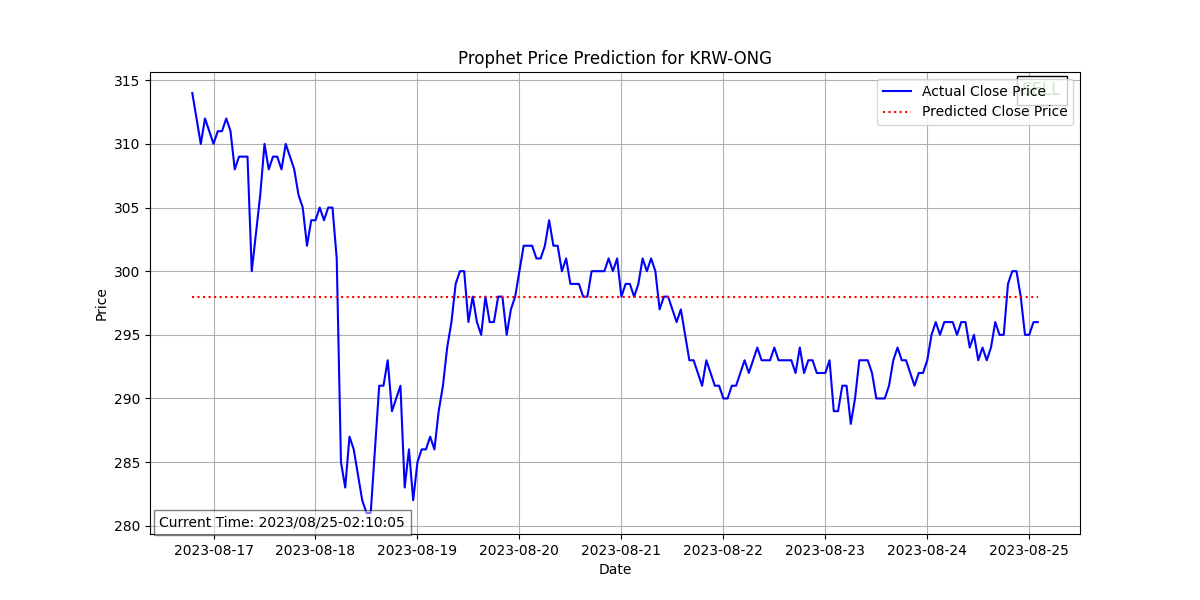 Prophet Price Prediction for KRW-ONG
Price
315
310
305
300
295
290
285
280
SELL
Actual Close Price
Predicted Close Price
Current Time: 2023/08/25-02:10:05
2023-08-17
2023-08-18
2023-08-19
2023-08-20
2023-08-21
2023-08-22
2023-08-23
2023-08-24
2023-08-25
Date